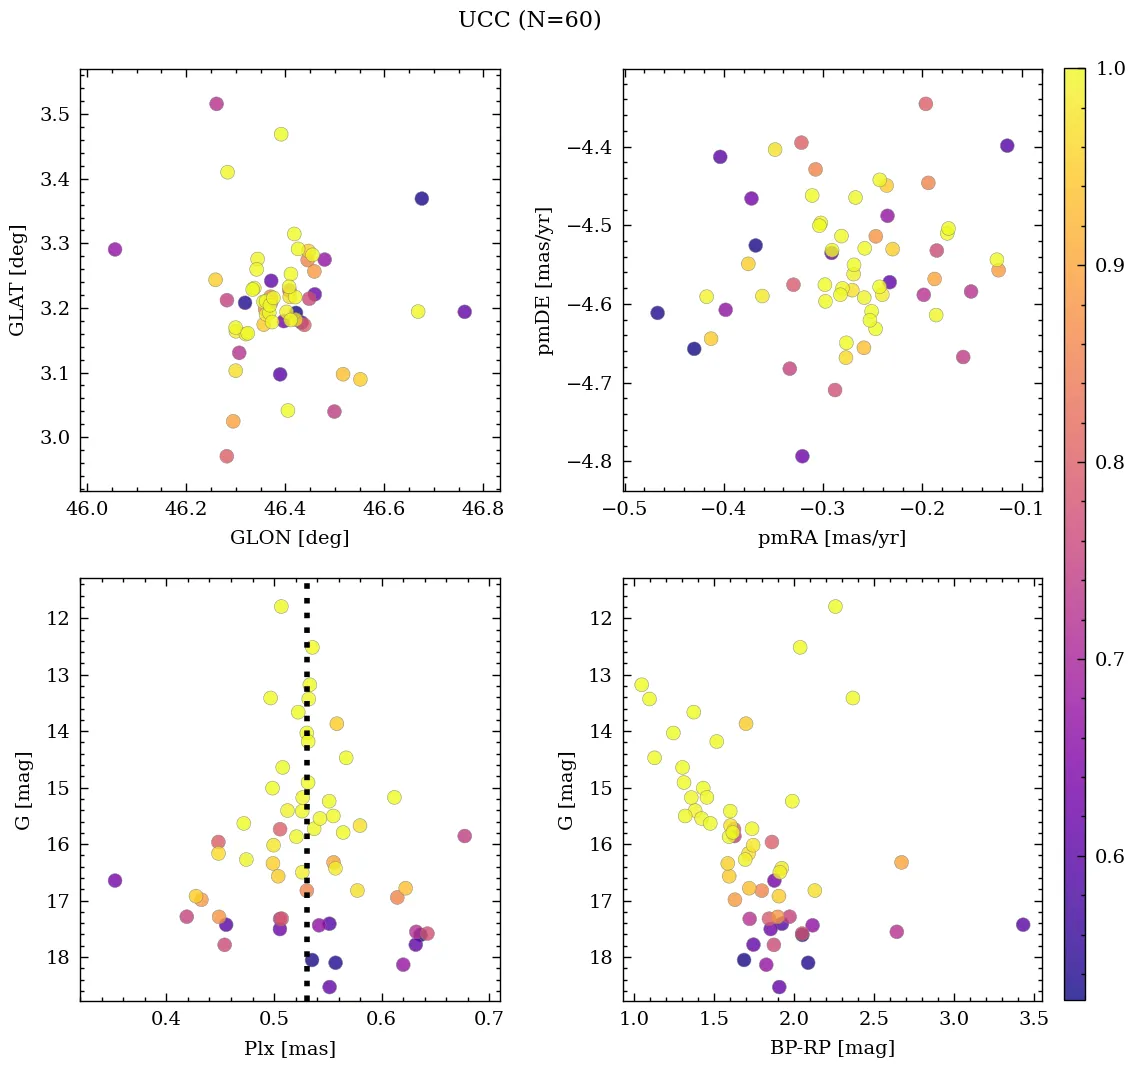 UCC (N=60)
3.5
3.4
3.3
3.2
3.1
3.0
GLAT [deg]
46.0 46.2 46.4 46.6 46.8
GLON [deg]
−4.4
−4.5
−4.6
−4.7
−4.8
pmDE [mas/yr]
−0.5 −0.4 −0.3 −0.2 −0.1
pmRA [mas/yr]
1.0
0.9
0.8
0.7
0.6
12
13
14
15
16
17
18
G [mag]
0.4 0.5 0.6 0.7
Plx [mas]
12
13
14
15
16
17
18
G [mag]
1.0 1.5 2.0 2.5 3.0 3.5
BP-RP [mag]